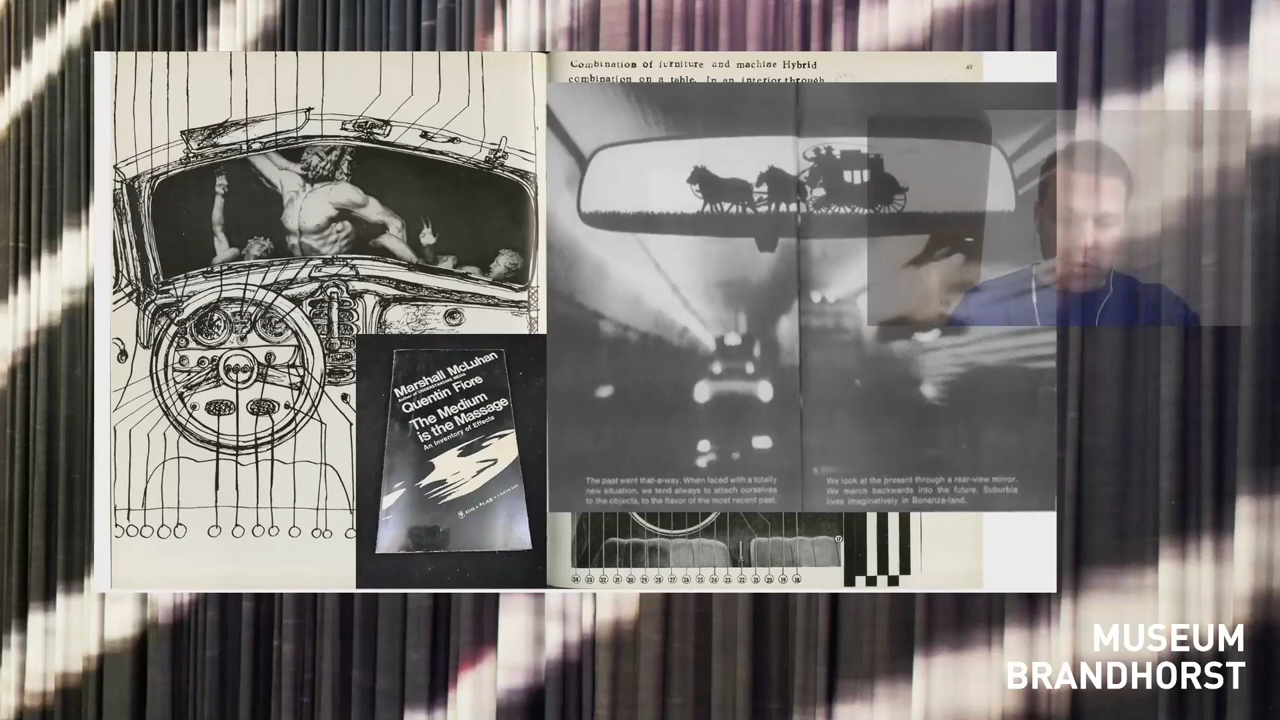 Combination of furniture and machine Hybrid
combination on a table. In an interior through
Marshall McLuhan
Author of UNDERSTANDING MEDIA
Quentin Fiore
The Medium
is the Massage
An Inventory of Effects
The past went that-a-way. When faced with a totally
new situation, we tend always to attach ourselves
to the objects, to the flavor of the most recent past.
We look at the present through a rear-view mirror.
We march backwards into the future. Suburbia
lives imaginatively in Bonanza-land.
MUSEUM
BRANDHORST